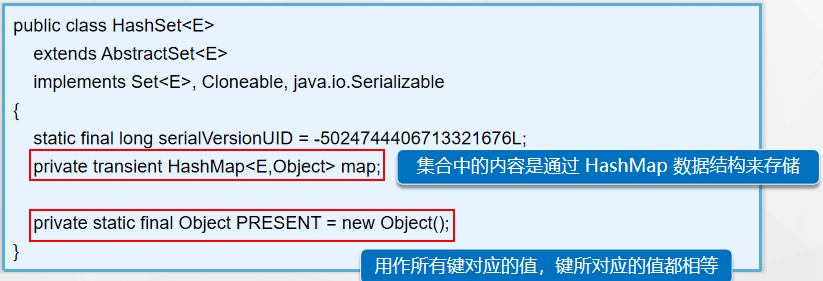 public class HashSet<E>
extends AbstractSet<E>
implements Set<E>, Cloneable, java.io.Serializable
{
static final long serialVersionUID = -5024744406713321676L;
private transient HashMap<E,Object> map;
集合中的内容是通过 HashMap 数据结构来存储
private static final Object PRESENT = new Object();
}
用作所有键对应的值，键所对应的值都相等